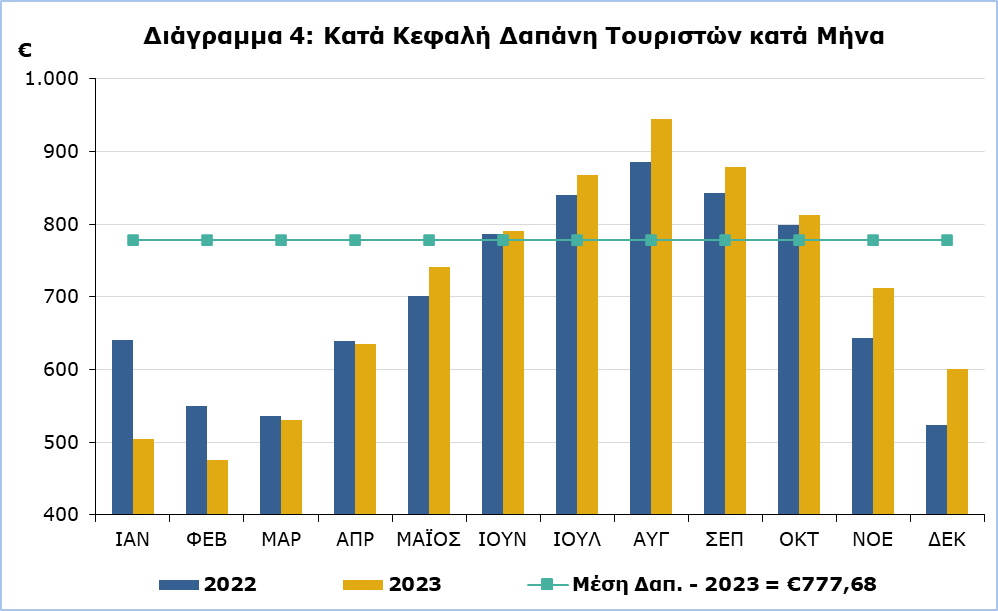 Διάγραμμα 4: Κατά Κεφαλή Δαπάνη Τουριστών κατά Μήνα
€
1.000
900
800
700
600
500
400
ΙΑΝ ΦΕΒ ΜΑΡ ΑΠΡ ΜΑΪΟΣ ΙΟΥΝ ΙΟΥΛ ΑΥΓ ΣΕΠ ΟΚΤ ΝΟΕ ΔΕΚ
2022 2023 Μέση Δαπ. - 2023 = €777,68